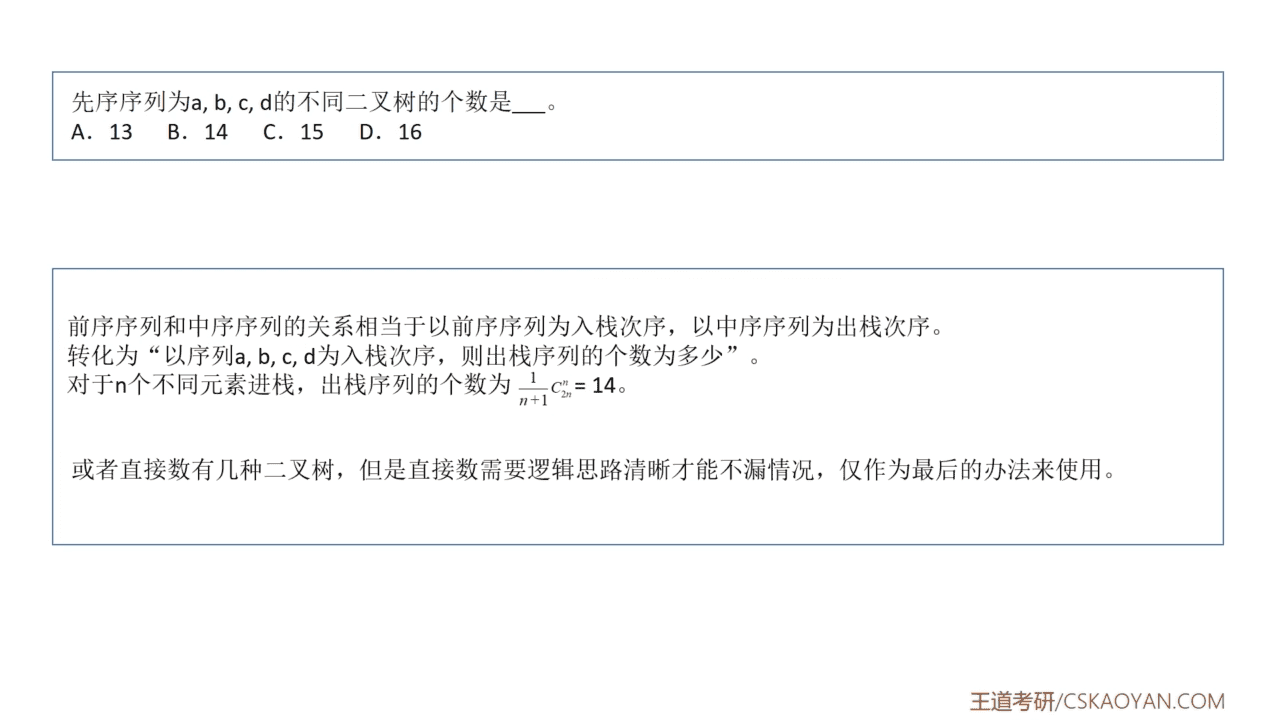 先序序列为a, b, c, d的不同二叉树的个数是___。
A. 13 B. 14 C. 15 D. 16
前序序列和中序序列的关系相当于以前序序列为入栈次序，以中序序列为出栈次序。
转化为“以序列a, b, c, d为入栈次序，则出栈序列的个数为多少”。
对于n个不同元素进栈，出栈序列的个数为 \frac{1}{n+1}C_{2n}^{n} = 14。
或者直接数有几种二叉树，但是直接数需要逻辑思路清晰才能不漏情况，仅作为最后的办法来使用。
王道考研/CSKAOYAN.COM